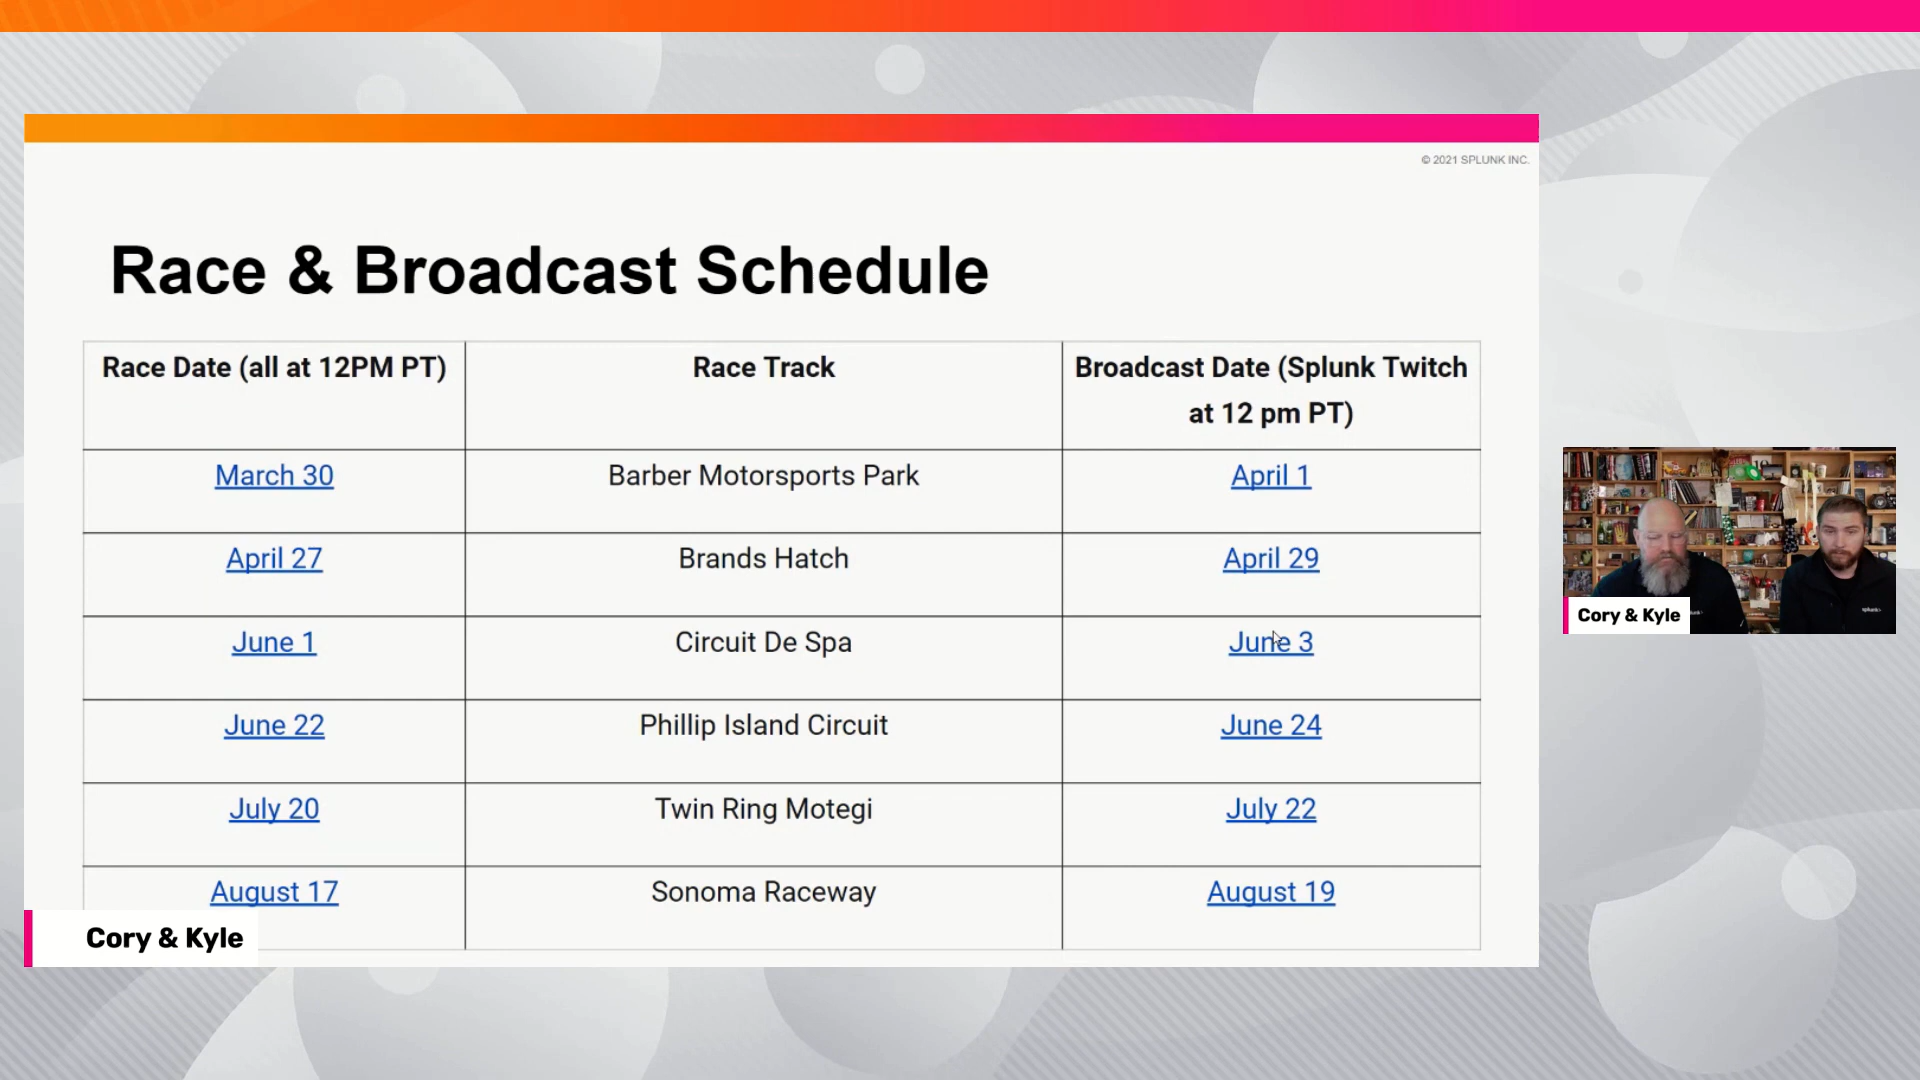 © 2021 SPLUNK INC.
Race & Broadcast Schedule
Race Date (all at 12PM PT)
Race Track
Broadcast Date (Splunk Twitch
at 12 pm PT)
March 30
Barber Motorsports Park
April 1
April 27
Brands Hatch
April 29
June 1
Circuit De Spa
June 3
June 22
Phillip Island Circuit
June 24
July 20
Twin Ring Motegi
July 22
August 17
Sonoma Raceway
August 19
Cory & Kyle
Cory & Kyle
splunk>